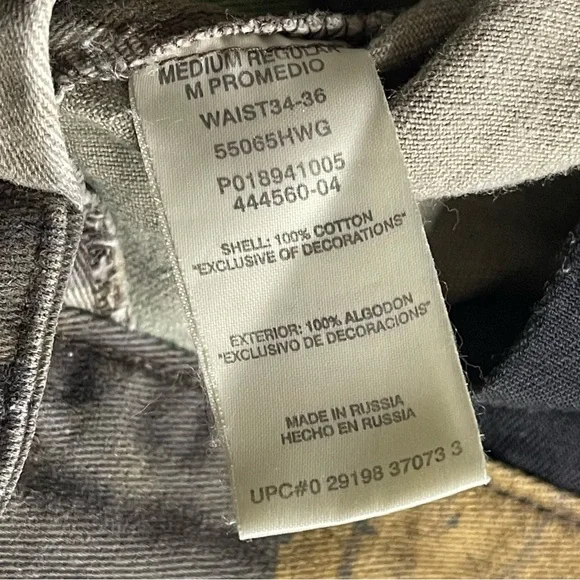 MEDIUM REGULAR
M PROMEDIO
WAIST34-36
55065HWG
P018941005
444560-04
SHELL: 100% COTTON
"EXCLUSIVE OF DECORATIONS"
EXTERIOR: 100% ALGODON
"EXCLUSIVO DE DECORACIONS"
MADE IN RUSSIA
HECHO EN RUSSIA
UPC#0 29198 37073 3